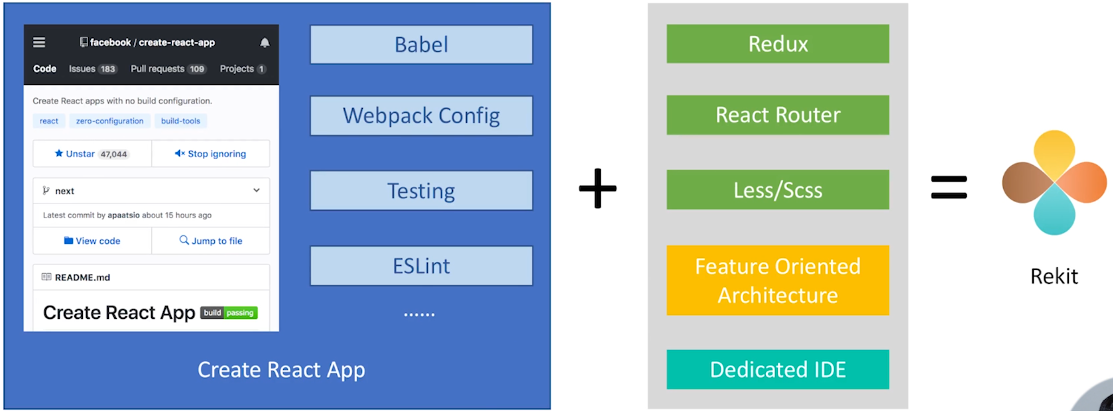 facebook / create-react-app
Code Issues 183 Pull requests 109 Projects 1
Create React apps with no build configuration.
react zero-configuration build-tools
Unstar 47,044 Stop ignoring
next
Latest commit by apaatsio about 15 hours ago
View code Jump to file
README.md
Create React App build passing
Babel
Webpack Config
Testing
ESLint
......
Create React App
+
Redux
React Router
Less/Scss
Feature Oriented
Architecture
Dedicated IDE
=
Rekit